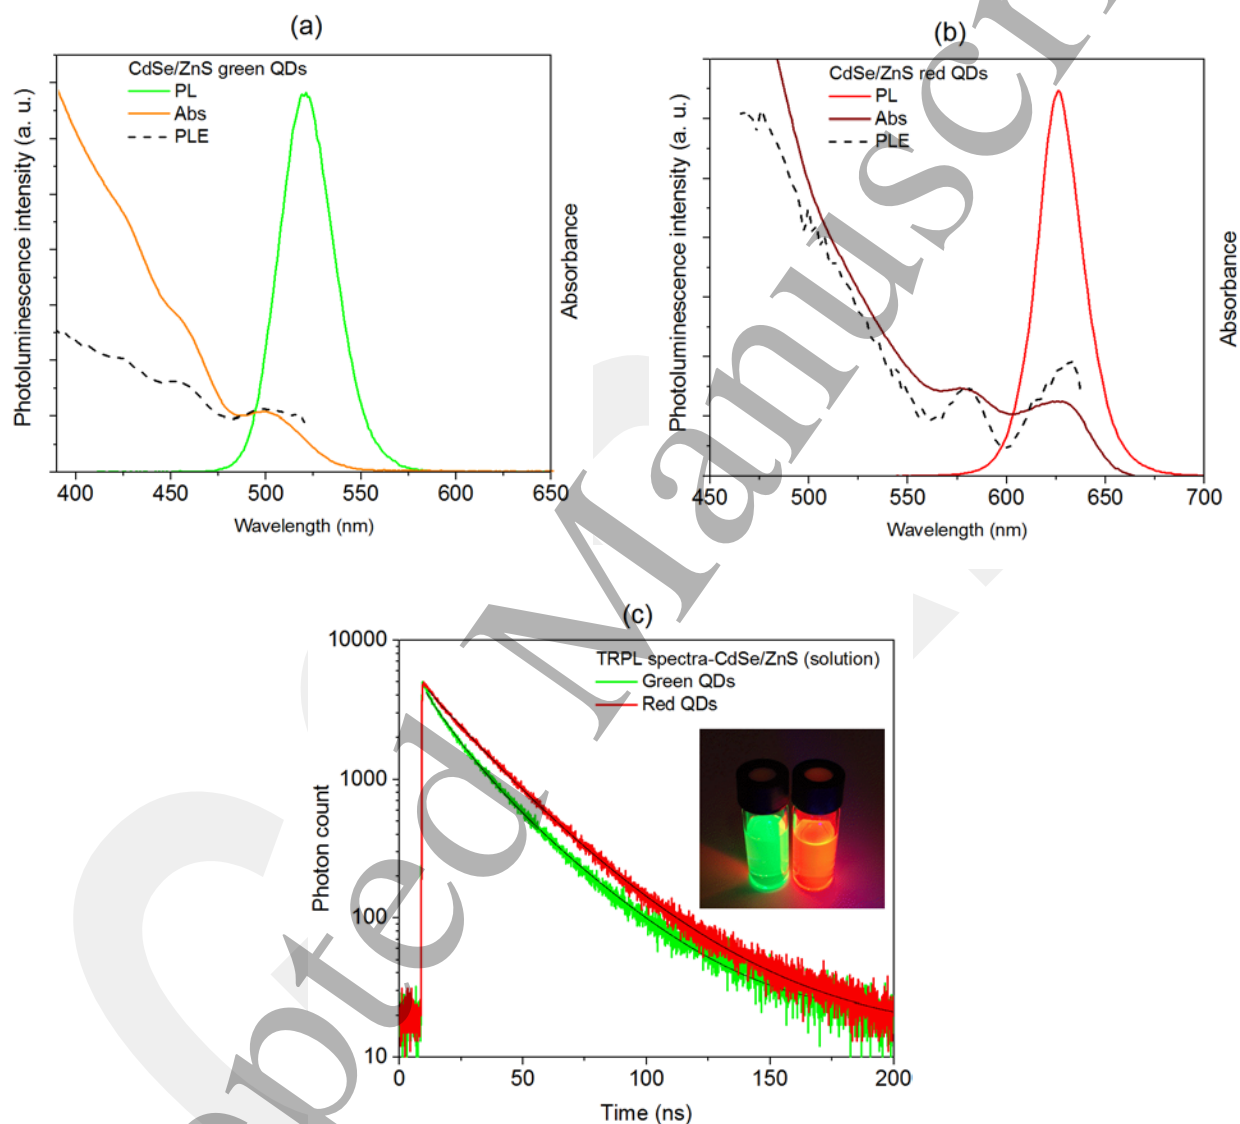 (a)
CdSe/ZnS green QDs
PL
Abs
PLE
Photoluminescence intensity (a. u.)
Absorbance
400 450 500 550 600 650
Wavelength (nm)
(b)
CdSe/ZnS red QDs
PL
Abs
PLE
Photoluminescence intensity (a. u.)
Absorbance
450 500 550 600 650 700
Wavelength (nm)
(c)
TRPL spectra-CdSe/ZnS (solution)
Green QDs
Red QDs
Photon count
10000
1000
100
10
0 50 100 150 200
Time (ns)
pted Manuscri